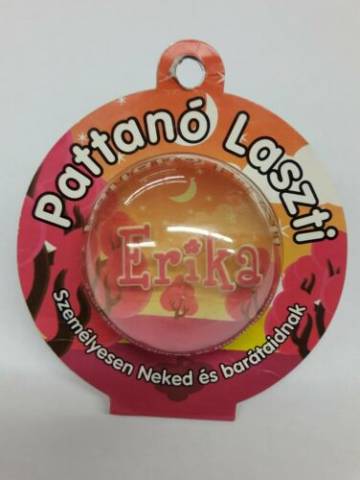 Pattanó Laszti
Erika
Személyesen Neked és barátaidnak